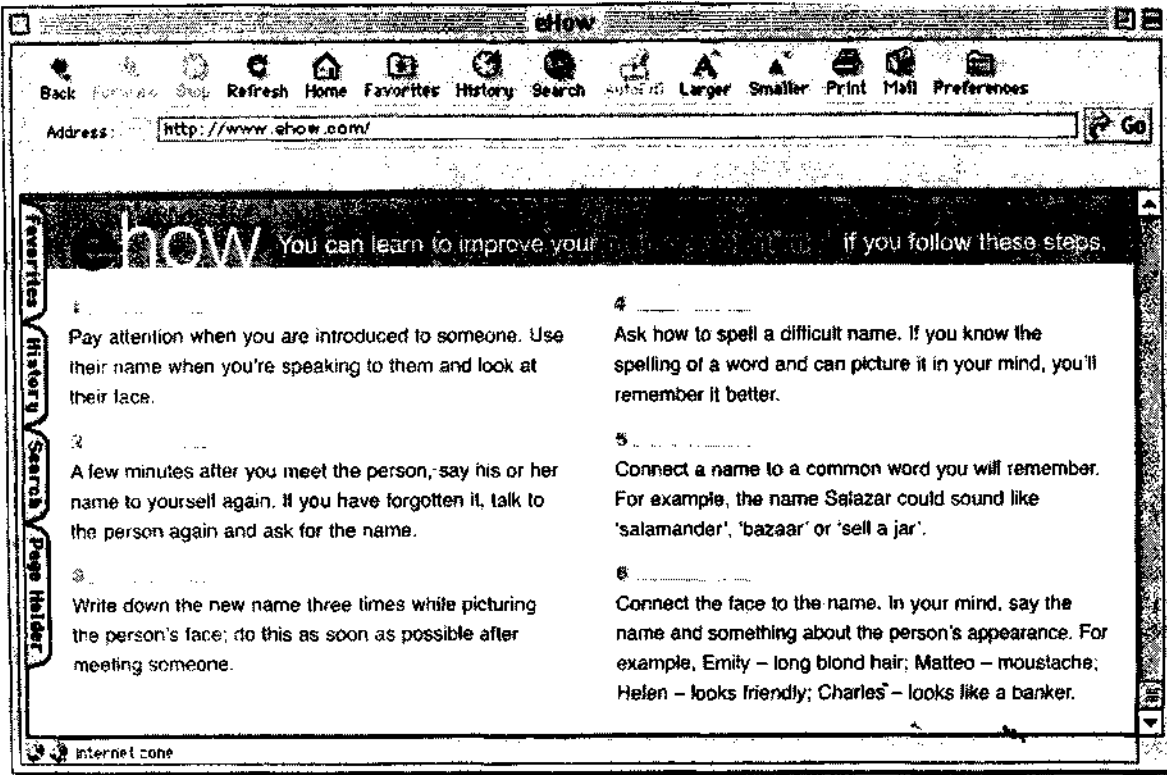 eHow
Back Forward Stop Refresh Home Favorites History Search AutoFill Larger Smaller Print Mail Preferences
Address: http://www.ehow.com/ Go
Favorites
History
Search
Page Holder
ehow You can learn to improve your if you follow these steps.
1
Pay attention when you are introduced to someone. Use
their name when you're speaking to them and look at
their face.
2
A few minutes after you meet the person, say his or her
name to yourself again. If you have forgotten it, talk to
the person again and ask for the name.
3
Write down the new name three times while picturing
the person's face; do this as soon as possible after
meeting someone.
4
Ask how to spell a difficult name. If you know the
spelling of a word and can picture it in your mind, you'll
remember it better.
5
Connect a name to a common word you will remember.
For example, the name Salazar could sound like
'salamander', 'bazaar' or 'sell a jar'.
6
Connect the face to the name. In your mind, say the
name and something about the person's appearance. For
example, Emily – long blond hair; Matteo – moustache;
Helen – looks friendly; Charles – looks like a banker.
Internet zone